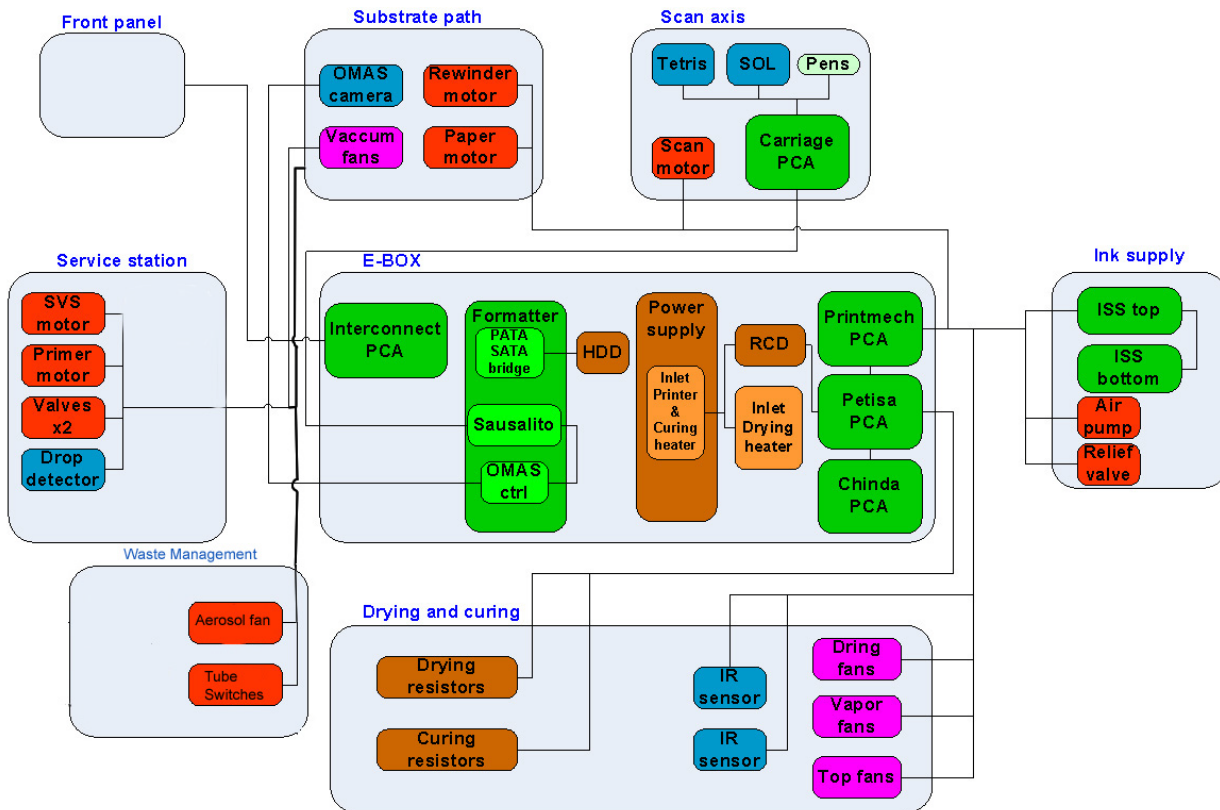 Front panel
Substrate path
Scan axis
OMAS
camera
Rewinder
motor
Vaccum
fans
Paper
motor
Tetris
SOL
Pens
Scan
motor
Carriage
PCA
Service station
SVS
motor
Primer
motor
Valves
x2
Drop
detector
E-BOX
Interconnect
PCA
Formatter
PATA
SATA
bridge
HDD
Sausalito
OMAS
ctrl
Power
supply
Inlet
Printer
&
Curing
heater
RCD
Inlet
Drying
heater
Printmech
PCA
Petisa
PCA
Chinda
PCA
Ink supply
ISS top
ISS
bottom
Air
pump
Relief
valve
Waste Management
Aerosol fan
Tube
Switches
Drying and curing
Drying
resistors
Curing
resistors
IR
sensor
IR
sensor
Dring
fans
Vapor
fans
Top fans